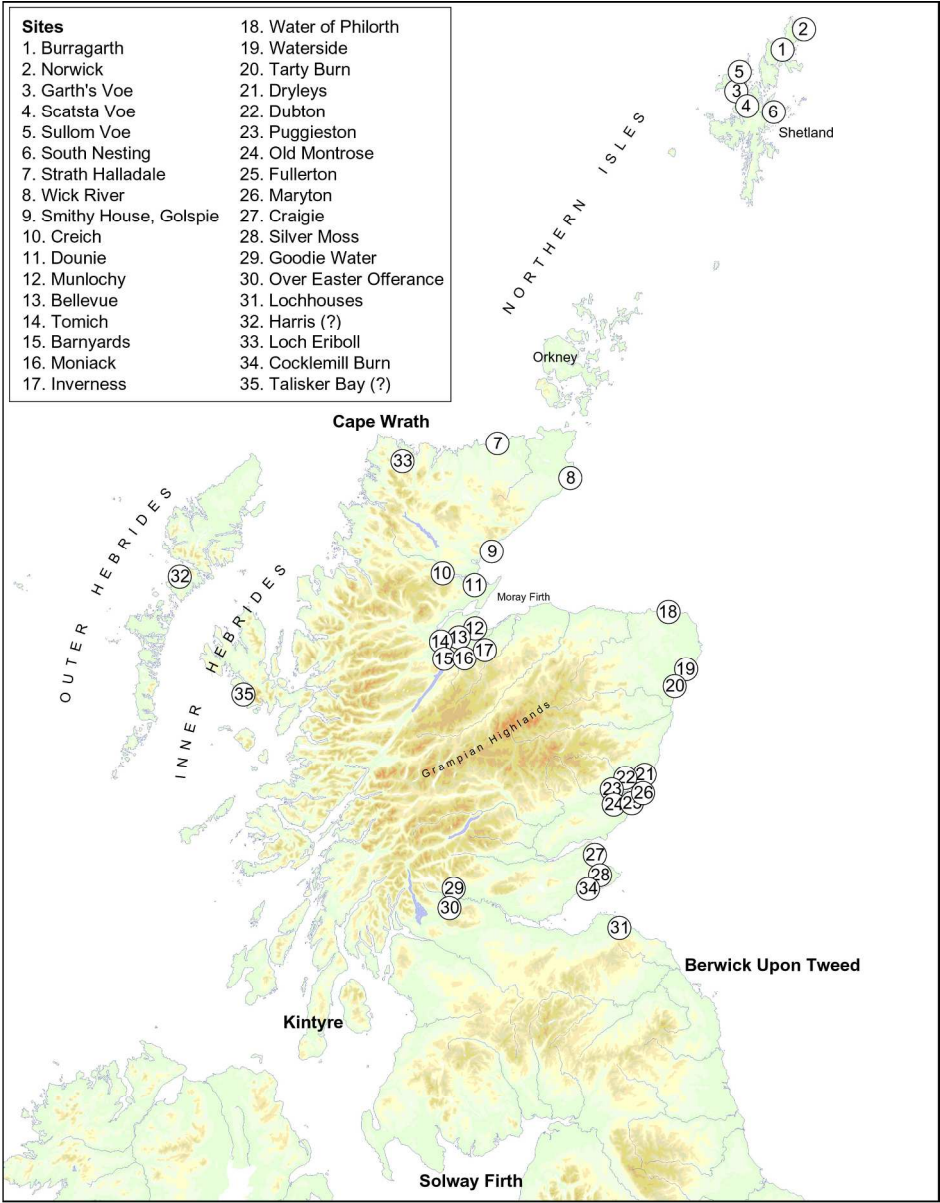 Sites
1. Burragarth
2. Norwick
3. Garth's Voe
4. Scatsta Voe
5. Sullom Voe
6. South Nesting
7. Strath Halladale
8. Wick River
9. Smithy House, Golspie
10. Creich
11. Dounie
12. Munlochy
13. Bellevue
14. Tomich
15. Barnyards
16. Moniack
17. Inverness
18. Water of Philorth
19. Waterside
20. Tarty Burn
21. Dryleys
22. Dubton
23. Puggieston
24. Old Montrose
25. Fullerton
26. Maryton
27. Craigie
28. Silver Moss
29. Goodie Water
30. Over Easter Offerance
31. Lochhouses
32. Harris (?)
33. Loch Eriboll
34. Cocklemill Burn
35. Talisker Bay (?)
2
1
5
3
4
6
Shetland
NORTHERN ISLES
Orkney
Cape Wrath
7
33
8
OUTER HEBRIDES
32
INNER HEBRIDES
35
9
10
11
Moray Firth
12
13
14
15
16
17
18
19
20
Grampian Highlands
22
21
23
26
24
25
27
28
34
29
30
31
Berwick Upon Tweed
Kintyre
Solway Firth